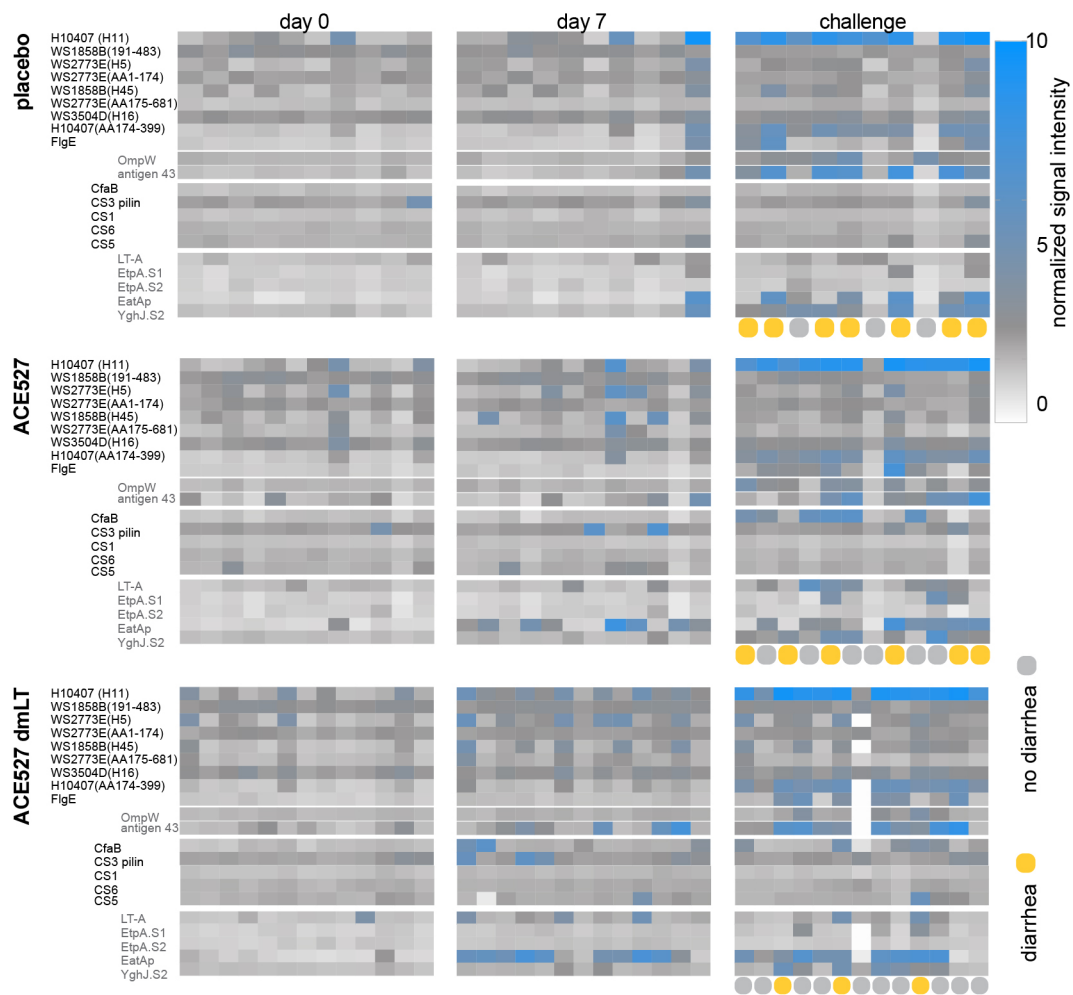 day 0
day 7
challenge
placebo
H10407 (H11)
WS1858B(191-483)
WS2773E(H5)
WS2773E(AA1-174)
WS1858B(H45)
WS2773E(AA175-681)
WS3504D(H16)
H10407(AA174-399)
FlgE
OmpW
antigen 43
CfaB
CS3 pilin
CS1
CS6
CS5
LT-A
EtpA.S1
EtpA.S2
EatAp
YghJ.S2
10
5
0
normalized signal intensity
ACE527
H10407 (H11)
WS1858B(191-483)
WS2773E(H5)
WS2773E(AA1-174)
WS1858B(H45)
WS2773E(AA175-681)
WS3504D(H16)
H10407(AA174-399)
FlgE
OmpW
antigen 43
CfaB
CS3 pilin
CS1
CS6
CS5
LT-A
EtpA.S1
EtpA.S2
EatAp
YghJ.S2
ACE527 dmLT
H10407 (H11)
WS1858B(191-483)
WS2773E(H5)
WS2773E(AA1-174)
WS1858B(H45)
WS2773E(AA175-681)
WS3504D(H16)
H10407(AA174-399)
FlgE
OmpW
antigen 43
CfaB
CS3 pilin
CS1
CS6
CS5
LT-A
EtpA.S1
EtpA.S2
EatAp
YghJ.S2
no diarrhea
diarrhea